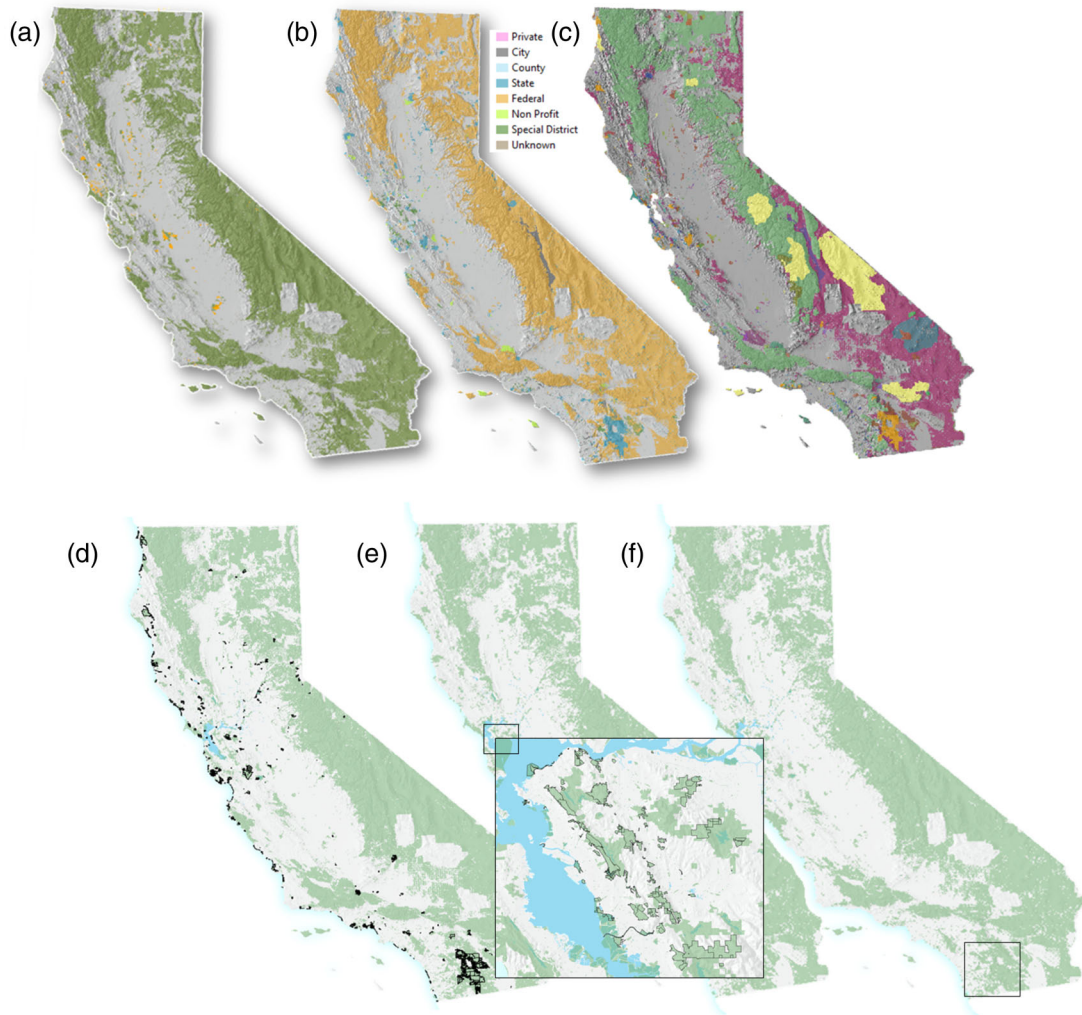 (a)
(b)
(c)
Private
City
County
State
Federal
Non Profit
Special District
Unknown
(d)
(e)
(f)